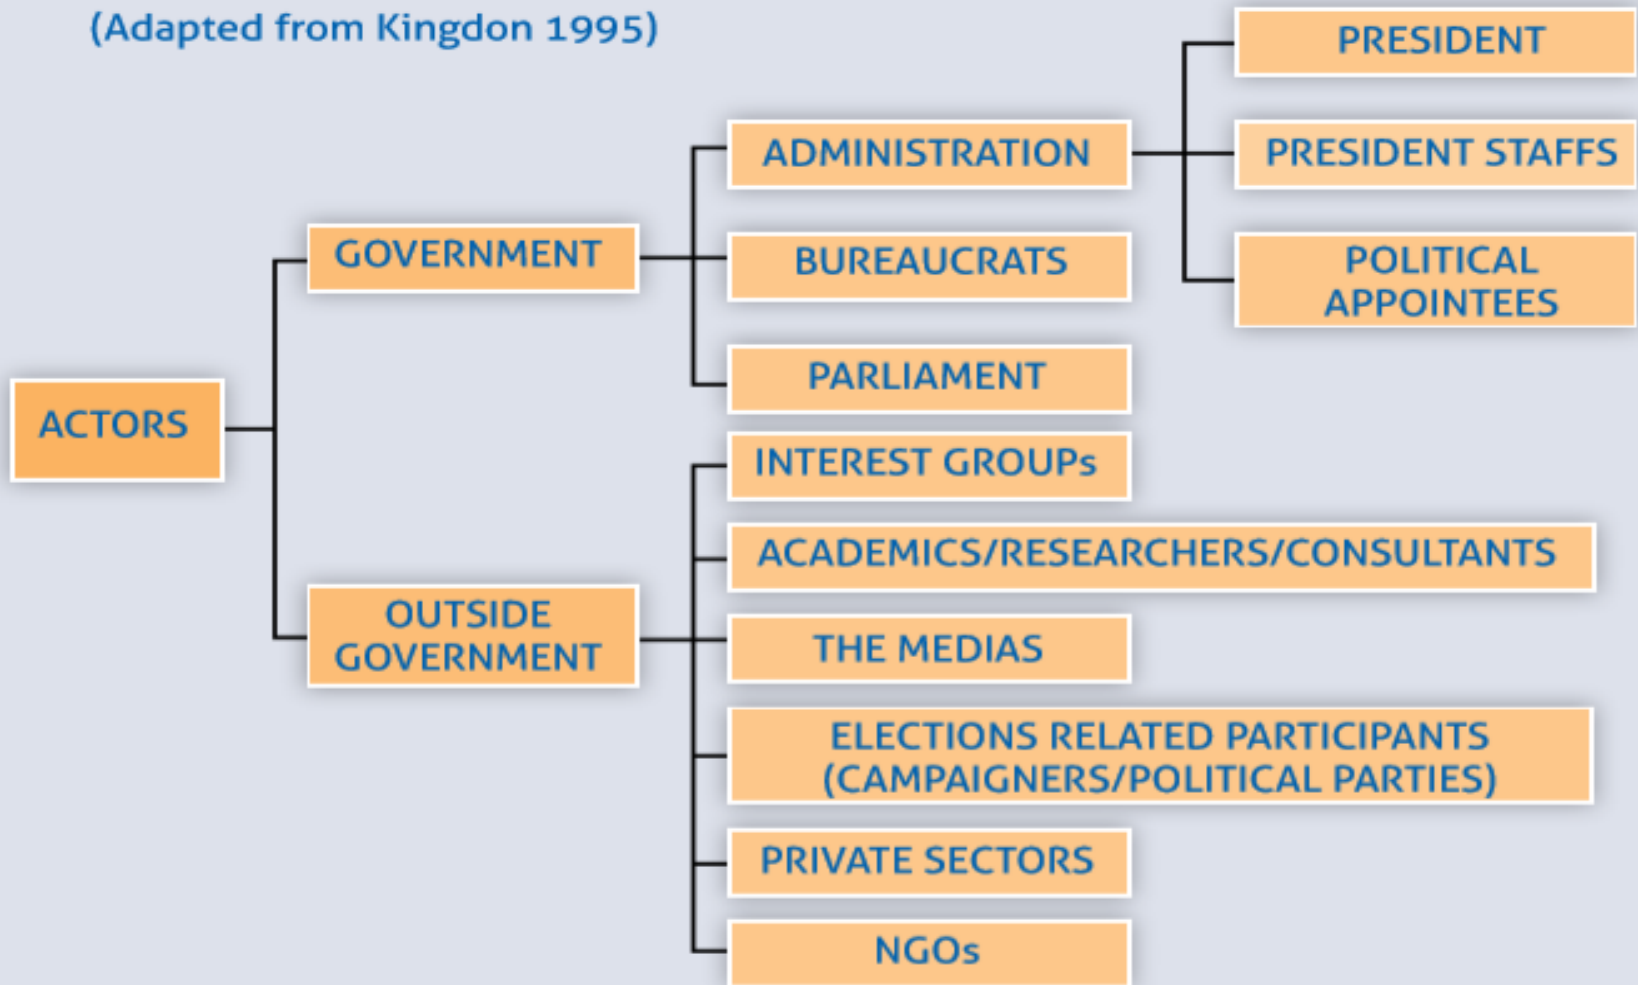 (Adapted from Kingdon 1995)
ACTORS
GOVERNMENT
ADMINISTRATION
PRESIDENT
PRESIDENT STAFFS
POLITICAL
APPOINTEES
BUREAUCRATS
PARLIAMENT
OUTSIDE
GOVERNMENT
INTEREST GROUPs
ACADEMICS/RESEARCHERS/CONSULTANTS
THE MEDIAS
ELECTIONS RELATED PARTICIPANTS
(CAMPAIGNERS/POLITICAL PARTIES)
PRIVATE SECTORS
NGOs